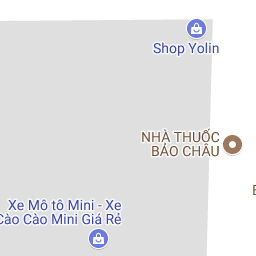 Shop Yolin
NHÀ THUỐC
BẢO CHÂU
Xe Mô tô Mini - Xe
Cào Cào Mini Giá Rẻ